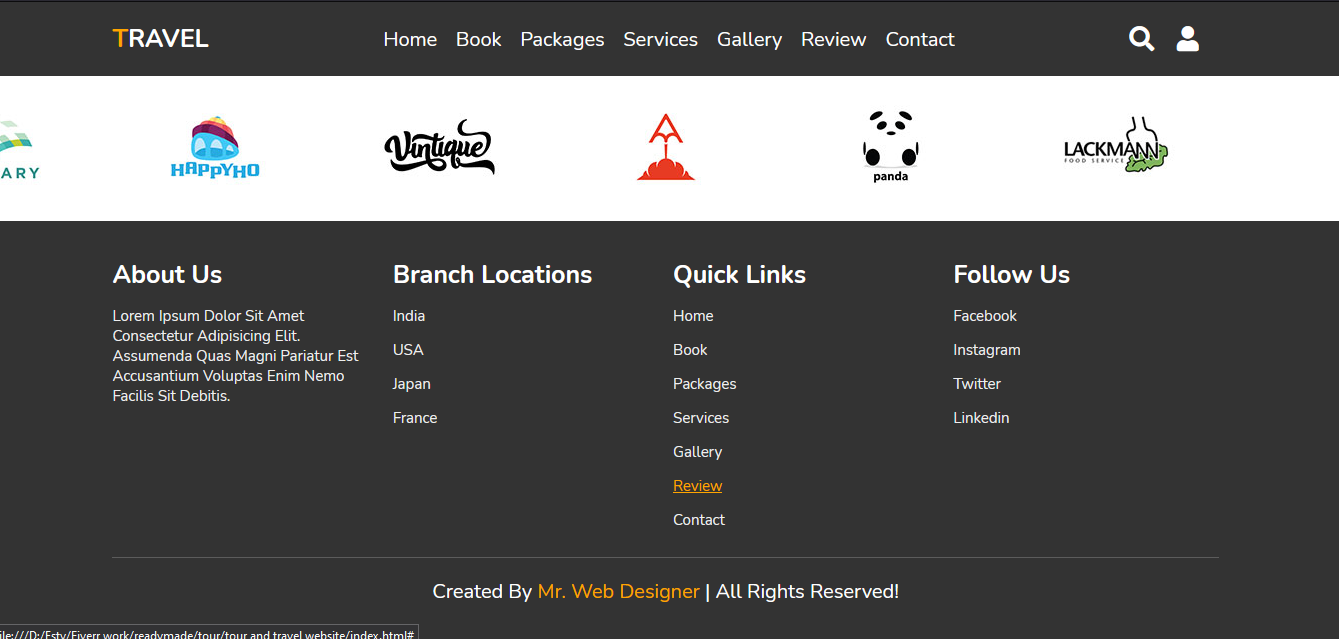 TRAVEL
Home Book Packages Services Gallery Review Contact
ARY
HAPPYHO
Vintique
panda
LACKMANN
FOOD SERVICE
About Us
Lorem Ipsum Dolor Sit Amet
Consectetur Adipisicing Elit.
Assumenda Quas Magni Pariatur Est
Accusantium Voluptas Enim Nemo
Facilis Sit Debitis.
Branch Locations
India
USA
Japan
France
Quick Links
Home
Book
Packages
Services
Gallery
Review
Contact
Follow Us
Facebook
Instagram
Twitter
Linkedin
Created By Mr. Web Designer | All Rights Reserved!
ile:///D:/Esty/Fiverr work/readymade/tour/tour and travel website/index.html#